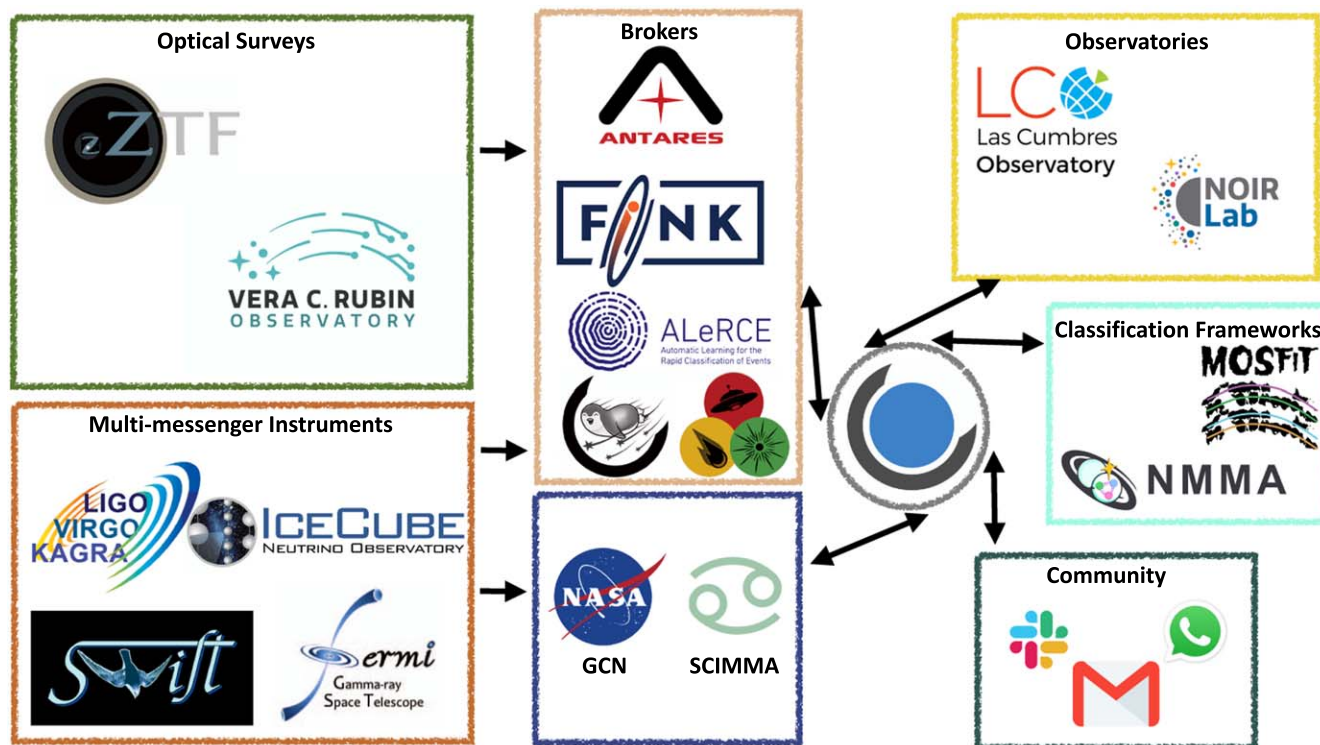 Optical Surveys
z ZTF
VERA C. RUBIN
OBSERVATORY
Multi-messenger Instruments
LIGO
VIRGO
KAGRA
ICECUBE
NEUTRINO OBSERVATORY
Swift
Fermi
Gamma-ray
Space Telescope
Brokers
ANTARES
FINK
ALeRCE
Automatic Learning for the
Rapid Classification of Events
NASA
GCN
SCIMMA
Observatories
LCO
Las Cumbres
Observatory
NOIR
Lab
Classification Frameworks
MOSFiT
NMMA
Community